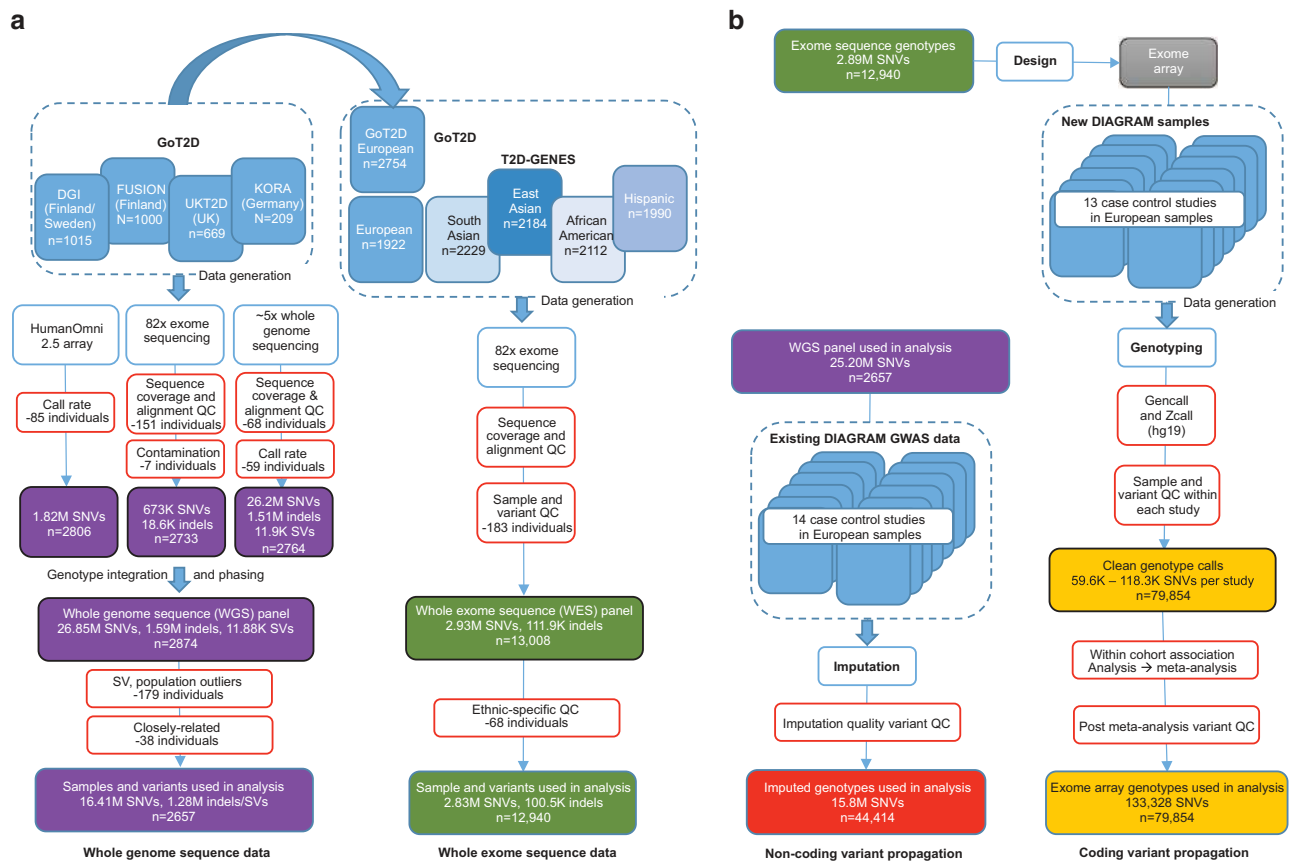 a
GoT2D
DGI
(Finland/
Sweden)
n=1015
FUSION
(Finland)
N=1000
UKT2D
(UK)
n=669
KORA
(Germany)
N=209
Data generation
HumanOmni
2.5 array
82x exome
sequencing
~5x whole
genome
sequencing
Call rate
-85 individuals
Sequence
coverage and
alignment QC
-151 individuals
Sequence
coverage &
alignment QC
-68 individuals
Contamination
-7 individuals
Call rate
-59 individuals
1.82M SNVs
n=2806
673K SNVs
18.6K indels
n=2733
26.2M SNVs
1.51M indels
11.9K SVs
n=2764
Genotype integration and phasing
Whole genome sequence (WGS) panel
26.85M SNVs, 1.59M indels, 11.88K SVs
n=2874
SV, population outliers
-179 individuals
Closely-related
-38 individuals
Samples and variants used in analysis
16.41M SNVs, 1.28M indels/SVs
n=2657
Whole genome sequence data
GoT2D
European
n=2754
GoT2D
T2D-GENES
European
n=1922
South
Asian
n=2229
East
Asian
n=2184
African
American
n=2112
Hispanic
n=1990
Data generation
82x exome
sequencing
Sequence
coverage and
alignment QC
Sample and
variant QC
-183 individuals
Whole exome sequence (WES) panel
2.93M SNVs, 111.9K indels
n=13,008
Ethnic-specific QC
-68 individuals
Sample and variants used in analysis
2.83M SNVs, 100.5K indels
n=12,940
Whole exome sequence data
b
Exome sequence genotypes
2.89M SNVs
n=12,940
Design
Exome
array
WGS panel used in analysis
25.20M SNVs
n=2657
Existing DIAGRAM GWAS data
14 case control studies
in European samples
Imputation
Imputation quality variant QC
Imputed genotypes used in analysis
15.8M SNVs
n=44,414
Non-coding variant propagation
New DIAGRAM samples
13 case control studies
in European samples
Data generation
Genotyping
Gencall
and Zcall
(hg19)
Sample and
variant QC within
each study
Clean genotype calls
59.6K – 118.3K SNVs per study
n=79,854
Within cohort association
Analysis → meta-analysis
Post meta-analysis variant QC
Exome array genotypes used in analysis
133,328 SNVs
n=79,854
Coding variant propagation